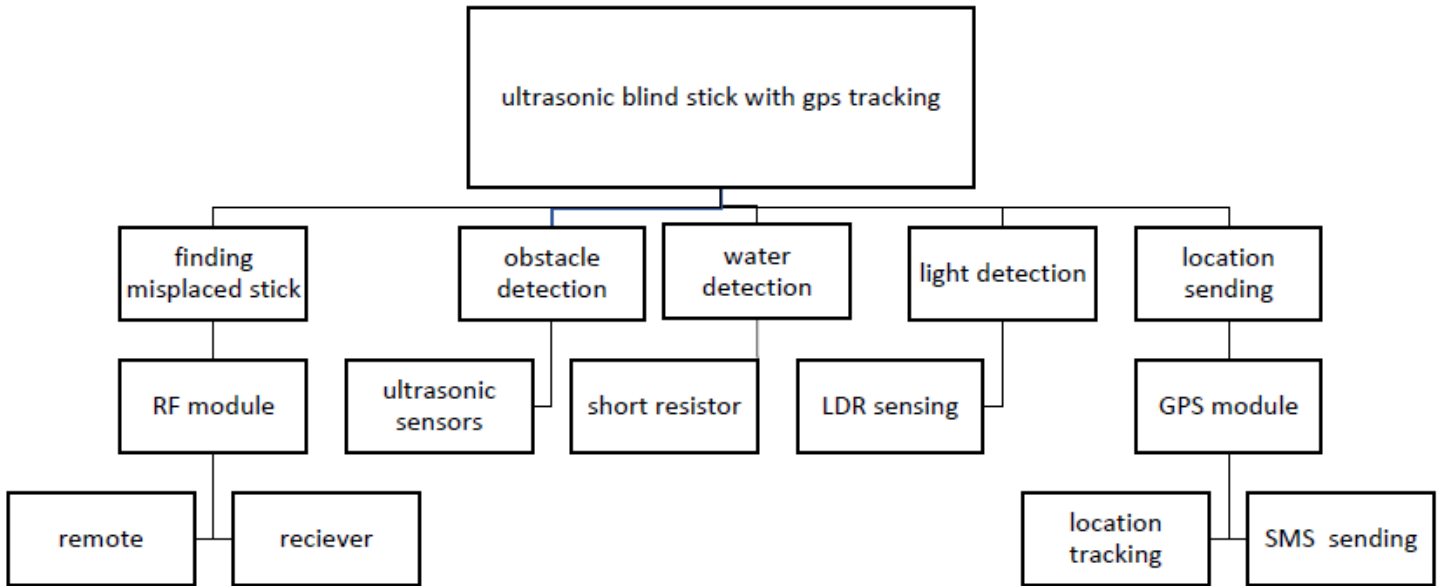 ultrasonic blind stick with gps tracking
finding
misplaced stick
obstacle
detection
water
detection
light detection
location
sending
RF module
ultrasonic
sensors
short resistor
LDR sensing
GPS module
remote
reciever
location
tracking
SMS sending